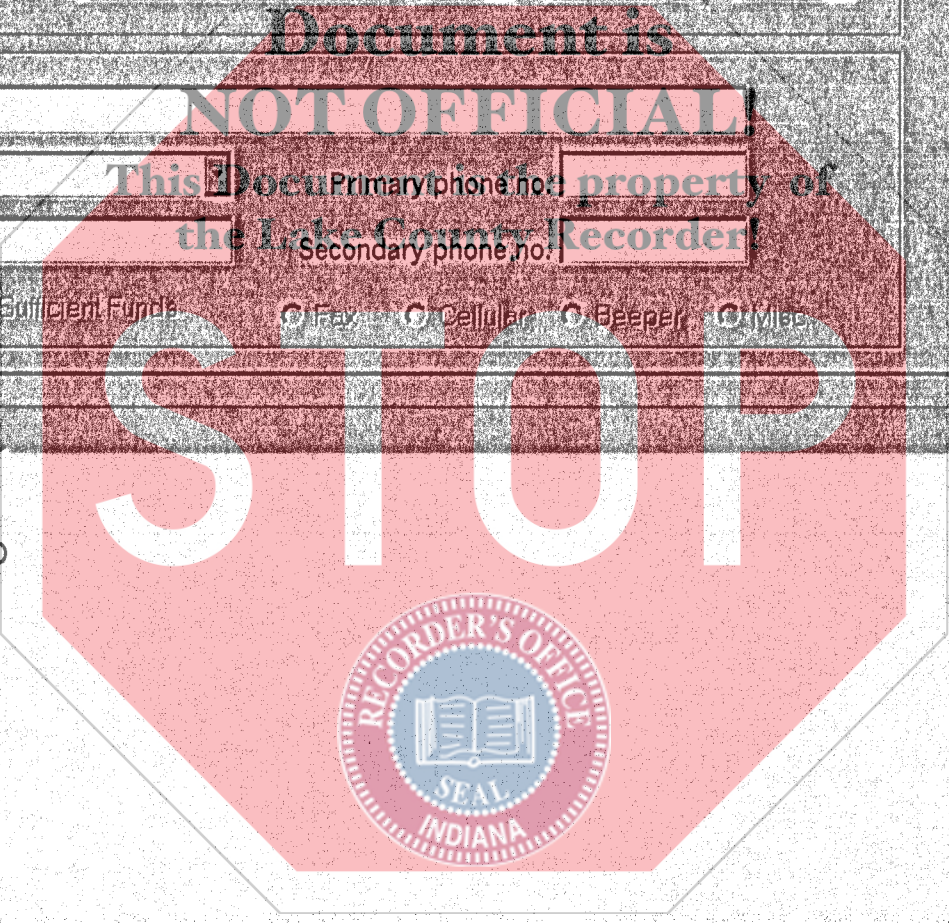 Document is
NOT OFFICIAL!
This Document is the property of
Primary phone no.:
the Lake County Recorder!
Secondary phone no.:
Sufficient Funds Fax Cellular Beeper Misc
STOP
RECORDER'S OFFICE
SEAL
INDIANA